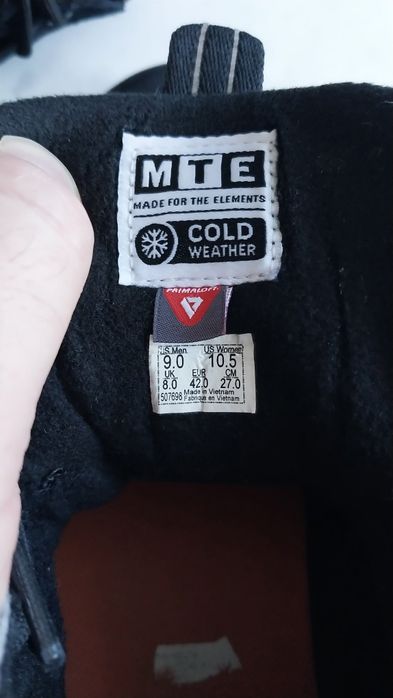 MTE
MADE FOR THE ELEMENTS
COLD
WEATHER
PRIMALOFT
US Men US Women
9.0 10.5
UK EUR CM
8.0 42.0 27.0
Made in Vietnam
507698 Fabriqué en Vietnam